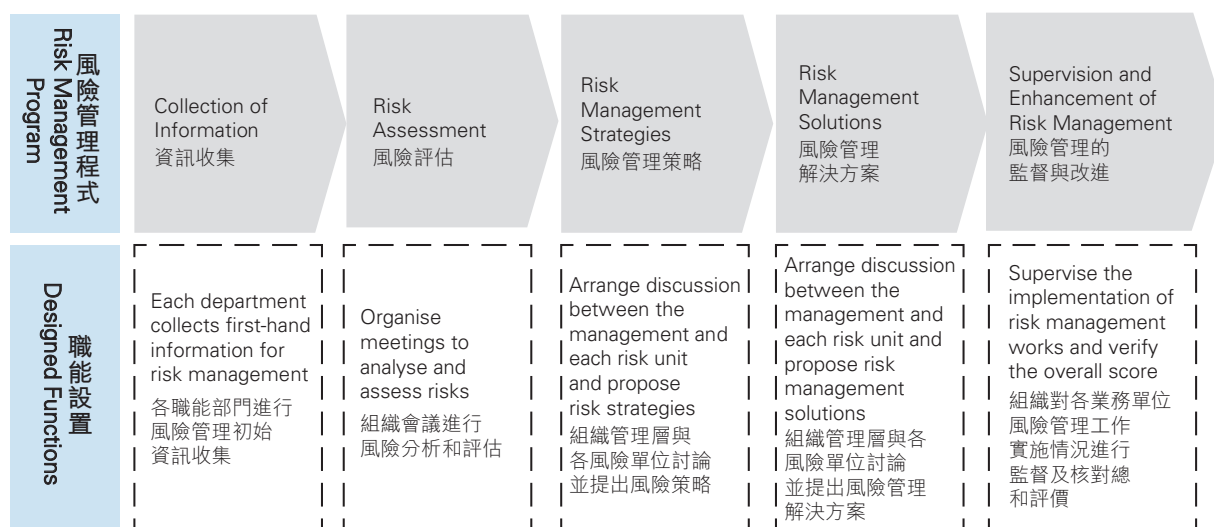 風險管理程式
Risk Management
Program
Collection of
Information
資訊收集
Risk
Assessment
風險評估
Risk
Management
Strategies
風險管理策略
Risk
Management
Solutions
風險管理
解決方案
Supervision and
Enhancement of
Risk Management
風險管理的
監督與改進
職能設置
Designed Functions
Each department
collects first-hand
information for
risk management
各職能部門進行
風險管理初始
資訊收集
Organise
meetings to
analyse and
assess risks
組織會議進行
風險分析和評估
Arrange discussion
between the
management and
each risk unit
and propose
risk strategies
組織管理層與
各風險單位討論
並提出風險策略
Arrange discussion
between the
management and
each risk unit and
propose risk
management
solutions
組織管理層與各
風險單位討論
並提出風險管理
解決方案
Supervise the
implementation of
risk management
works and verify
the overall score
組織對各業務單位
風險管理工作
實施情況進行
監督及核對總
和評價